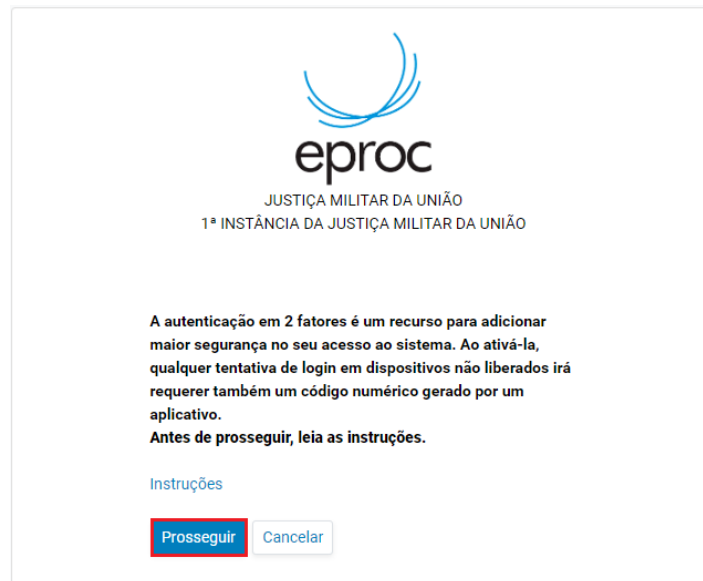 eproc
JUSTIÇA MILITAR DA UNIÃO
1ª INSTÂNCIA DA JUSTIÇA MILITAR DA UNIÃO
A autenticação em 2 fatores é um recurso para adicionar
maior segurança no seu acesso ao sistema. Ao ativá-la,
qualquer tentativa de login em dispositivos não liberados irá
requerer também um código numérico gerado por um
aplicativo.
Antes de prosseguir, leia as instruções.
Instruções
Prosseguir Cancelar